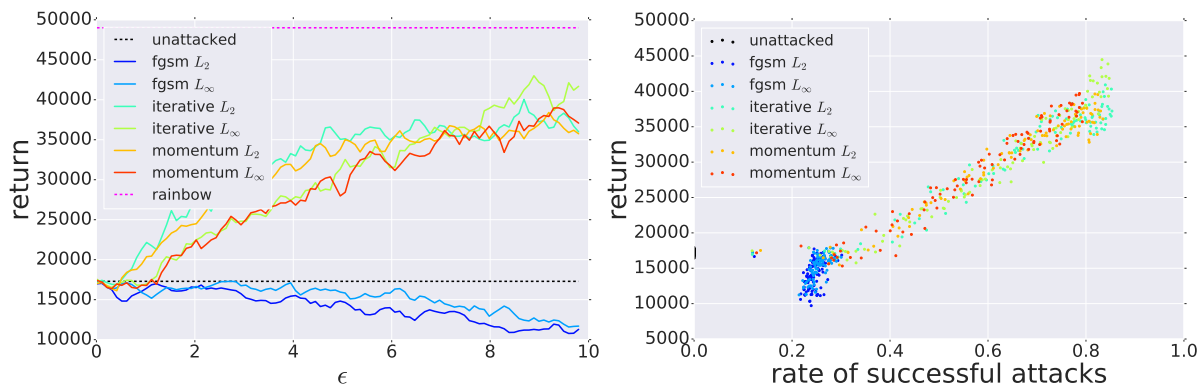 50000
45000
40000
35000
30000
25000
20000
15000
10000
return
unattacked
fgsm L₂
fgsm L∞
iterative L₂
iterative L∞
momentum L₂
momentum L∞
rainbow
0 2 4 6 8 10
ϵ
50000
45000
40000
35000
30000
25000
20000
15000
10000
5000
return
unattacked
fgsm L₂
fgsm L∞
iterative L₂
iterative L∞
momentum L₂
momentum L∞
0.0 0.2 0.4 0.6 0.8 1.0
rate of successful attacks